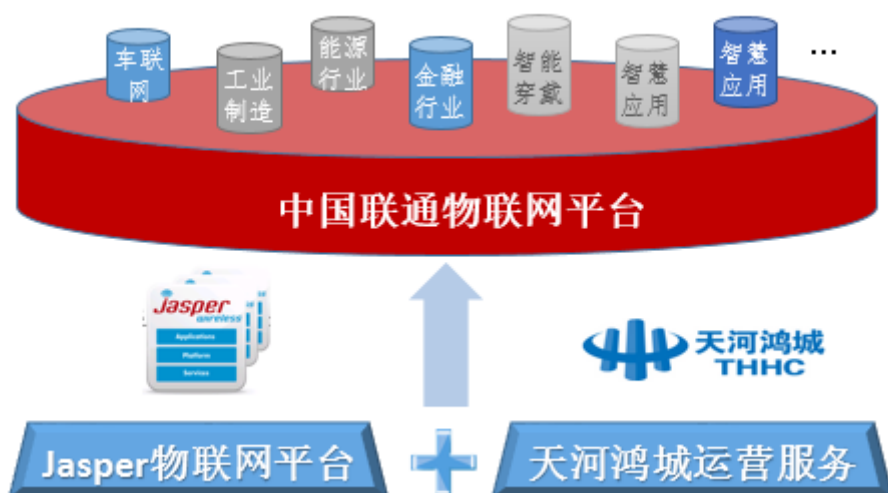 车联
网
工业
制造
能源
行业
金融
行业
智能
穿戴
智慧
应用
智慧
应用
...
中国联通物联网平台
Jasper
wireless
Applications
Platform
Services
天河鸿城
THHC
Jasper物联网平台
+
天河鸿城运营服务